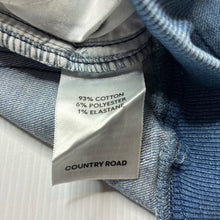 93% COTTON
6% POLYESTER
1% ELASTANE
COUNTRY ROAD